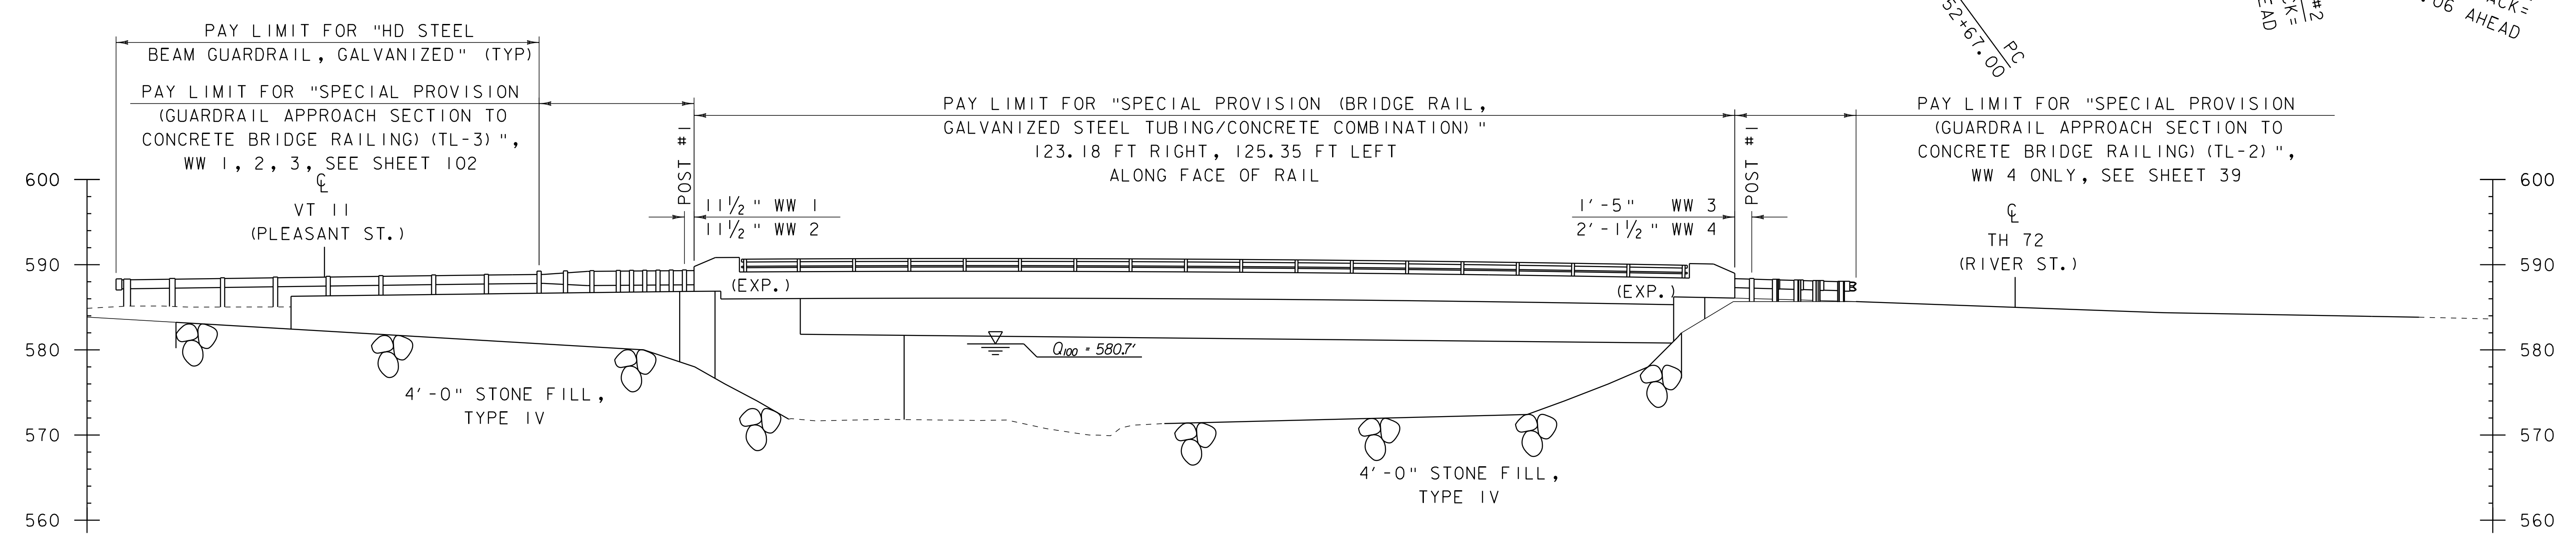 PAY LIMIT FOR "HD STEEL
BEAM GUARDRAIL, GALVANIZED" (TYP)
PAY LIMIT FOR "SPECIAL PROVISION
(GUARDRAIL APPROACH SECTION TO
CONCRETE BRIDGE RAILING) (TL-3)",
WW 1, 2, 3, SEE SHEET 102
℄
VT 11
(PLEASANT ST.)
POST #1
11½" WW 1
11½" WW 2
PAY LIMIT FOR "SPECIAL PROVISION (BRIDGE RAIL,
GALVANIZED STEEL TUBING/CONCRETE COMBINATION)"
123.18 FT RIGHT, 125.35 FT LEFT
ALONG FACE OF RAIL
1'-5" WW 3
2'-1½" WW 4
POST #1
PAY LIMIT FOR "SPECIAL PROVISION
(GUARDRAIL APPROACH SECTION TO
CONCRETE BRIDGE RAILING) (TL-2)",
WW 4 ONLY, SEE SHEET 39
℄
TH 72
(RIVER ST.)
PC
52+67.00
#2
CK=
EAD
ACK=
.06 AHEAD
(EXP.)
(EXP.)
Q100 = 580.7'
4'-0" STONE FILL,
TYPE IV
4'-0" STONE FILL,
TYPE IV
600
590
580
570
560
600
590
580
570
560